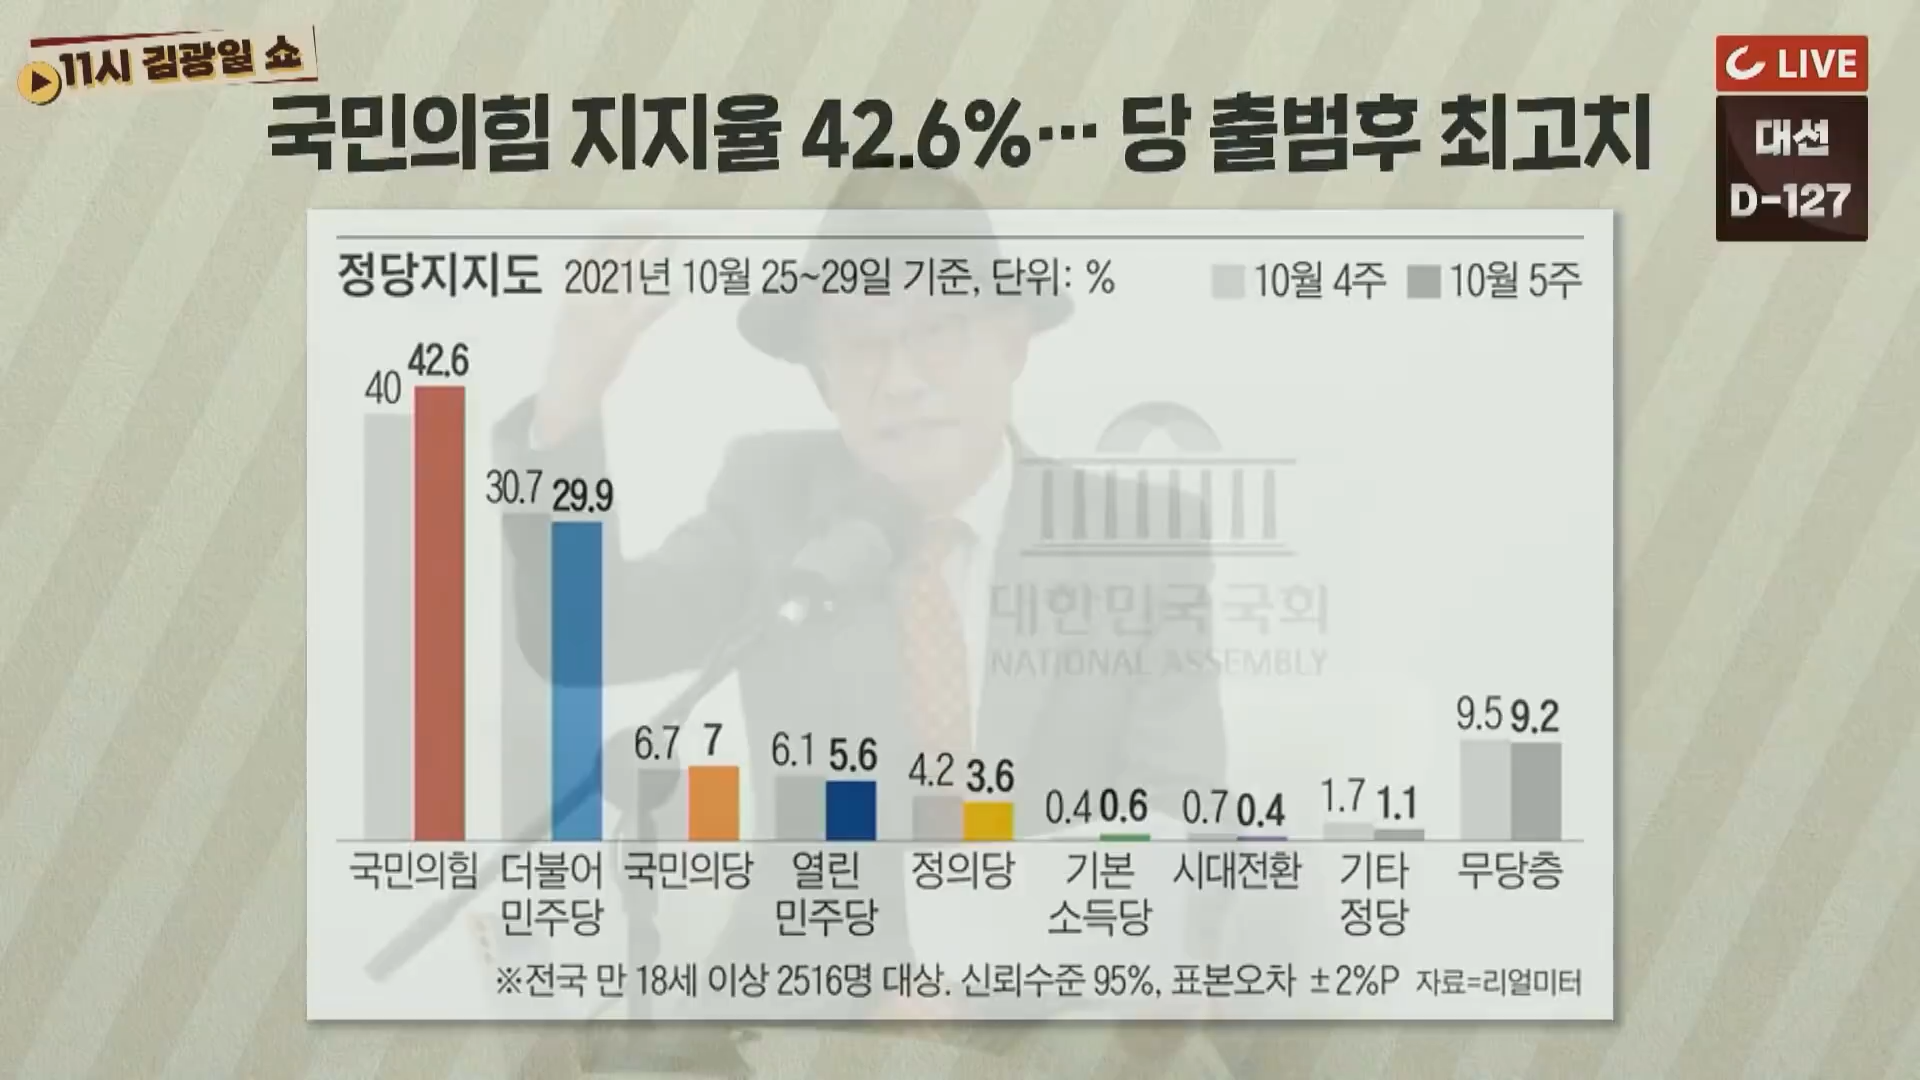 11시 김광일 쇼
LIVE
대선
D-127
국민의힘 지지율 42.6%… 당 출범후 최고치
정당지지도 2021년 10월 25~29일 기준, 단위: % 10월 4주 10월 5주
40 42.6
30.7 29.9
6.7 7
6.1 5.6
4.2 3.6
0.4 0.6
0.7 0.4
1.7 1.1
9.5 9.2
국민의힘
더불어
민주당
국민의당
열린
민주당
정의당
기본
소득당
시대전환
기타
정당
무당층
대한민국국회
NATIONAL ASSEMBLY
※전국 만 18세 이상 2516명 대상. 신뢰수준 95%, 표본오차 ±2%P 자료=리얼미터